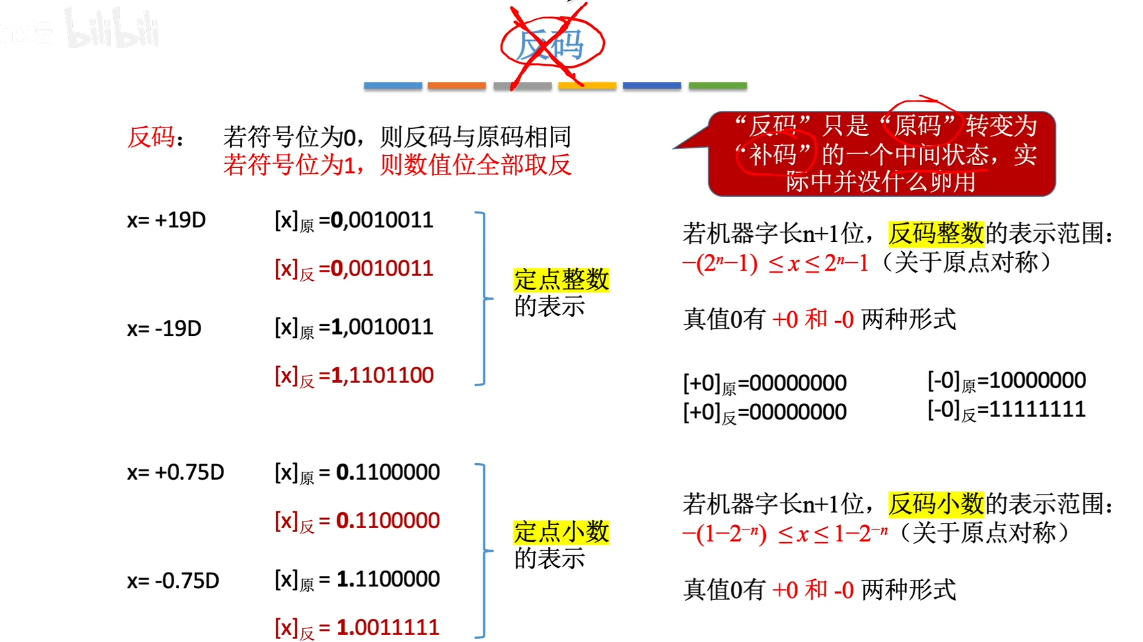 bilibili
反码
反码： 若符号位为0，则反码与原码相同
若符号位为1，则数值位全部取反
“反码”只是“原码”转变为
“补码”的一个中间状态，实
际中并没什么卵用
x= +19D [x]原 =0,0010011
[x]反 =0,0010011
x= -19D [x]原 =1,0010011
[x]反 =1,1101100
定点整数
的表示
若机器字长n+1位，反码整数的表示范围：
−(2ⁿ−1) ≤ x ≤ 2ⁿ−1（关于原点对称）
真值0有 +0 和 -0 两种形式
[+0]原=00000000 [-0]原=10000000
[+0]反=00000000 [-0]反=11111111
x= +0.75D [x]原 = 0.1100000
[x]反 = 0.1100000
x= -0.75D [x]原 = 1.1100000
[x]反 = 1.0011111
定点小数
的表示
若机器字长n+1位，反码小数的表示范围：
−(1−2⁻ⁿ) ≤ x ≤ 1−2⁻ⁿ（关于原点对称）
真值0有 +0 和 -0 两种形式